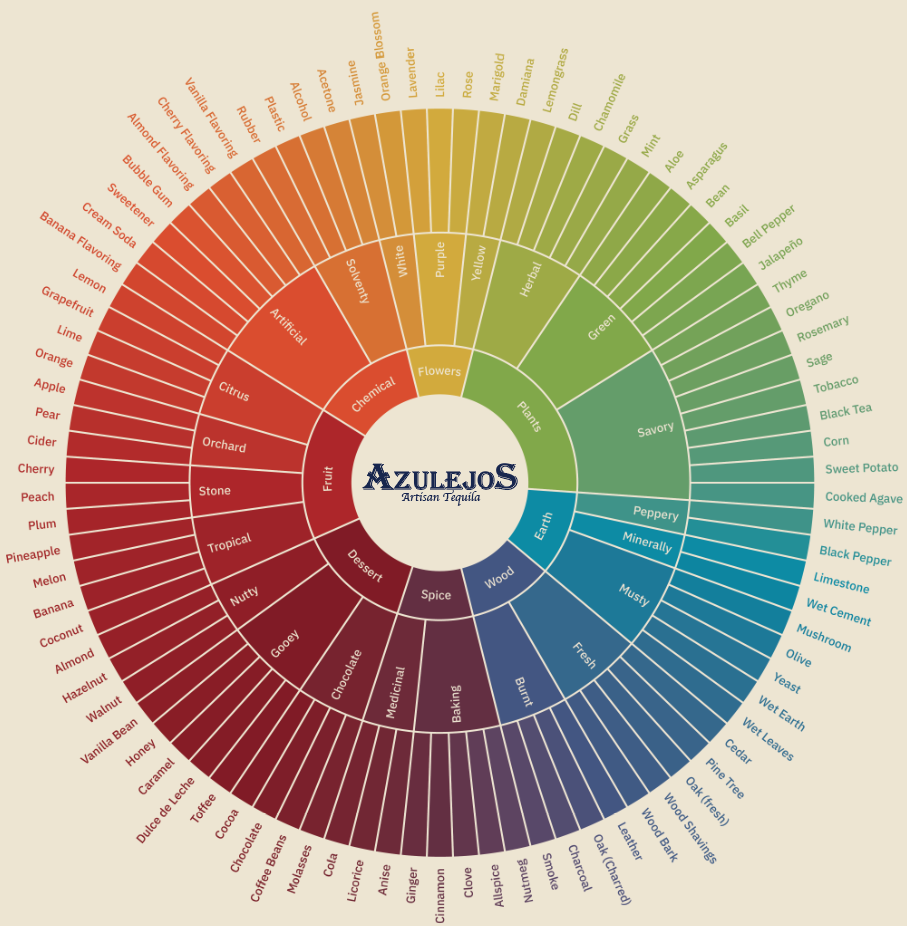 AZULEJOS
Artisan Tequila
Flowers
Plants
Earth
Wood
Spice
Dessert
Fruit
Chemical
Purple
Yellow
Herbal
Green
Savory
Peppery
Minerally
Musty
Fresh
Burnt
Baking
Medicinal
Chocolate
Gooey
Nutty
Tropical
Stone
Orchard
Citrus
Artificial
Solventy
White
Lilac
Rose
Marigold
Damiana
Lemongrass
Dill
Chamomile
Grass
Mint
Aloe
Asparagus
Bean
Basil
Bell Pepper
Jalapeño
Thyme
Oregano
Rosemary
Sage
Tobacco
Black Tea
Corn
Sweet Potato
Cooked Agave
White Pepper
Black Pepper
Limestone
Wet Cement
Mushroom
Olive
Yeast
Wet Earth
Wet Leaves
Cedar
Pine Tree
Oak (fresh)
Wood Shavings
Wood Bark
Leather
Oak (Charred)
Charcoal
Smoke
Nutmeg
Allspice
Clove
Cinnamon
Ginger
Anise
Licorice
Cola
Molasses
Coffee Beans
Chocolate
Cocoa
Toffee
Dulce de Leche
Caramel
Honey
Vanilla Bean
Walnut
Hazelnut
Almond
Coconut
Banana
Melon
Pineapple
Plum
Peach
Cherry
Cider
Pear
Apple
Orange
Lime
Grapefruit
Lemon
Banana Flavoring
Cream Soda
Sweetener
Bubble Gum
Almond Flavoring
Cherry Flavoring
Vanilla Flavoring
Rubber
Plastic
Alcohol
Acetone
Jasmine
Orange Blossom
Lavender